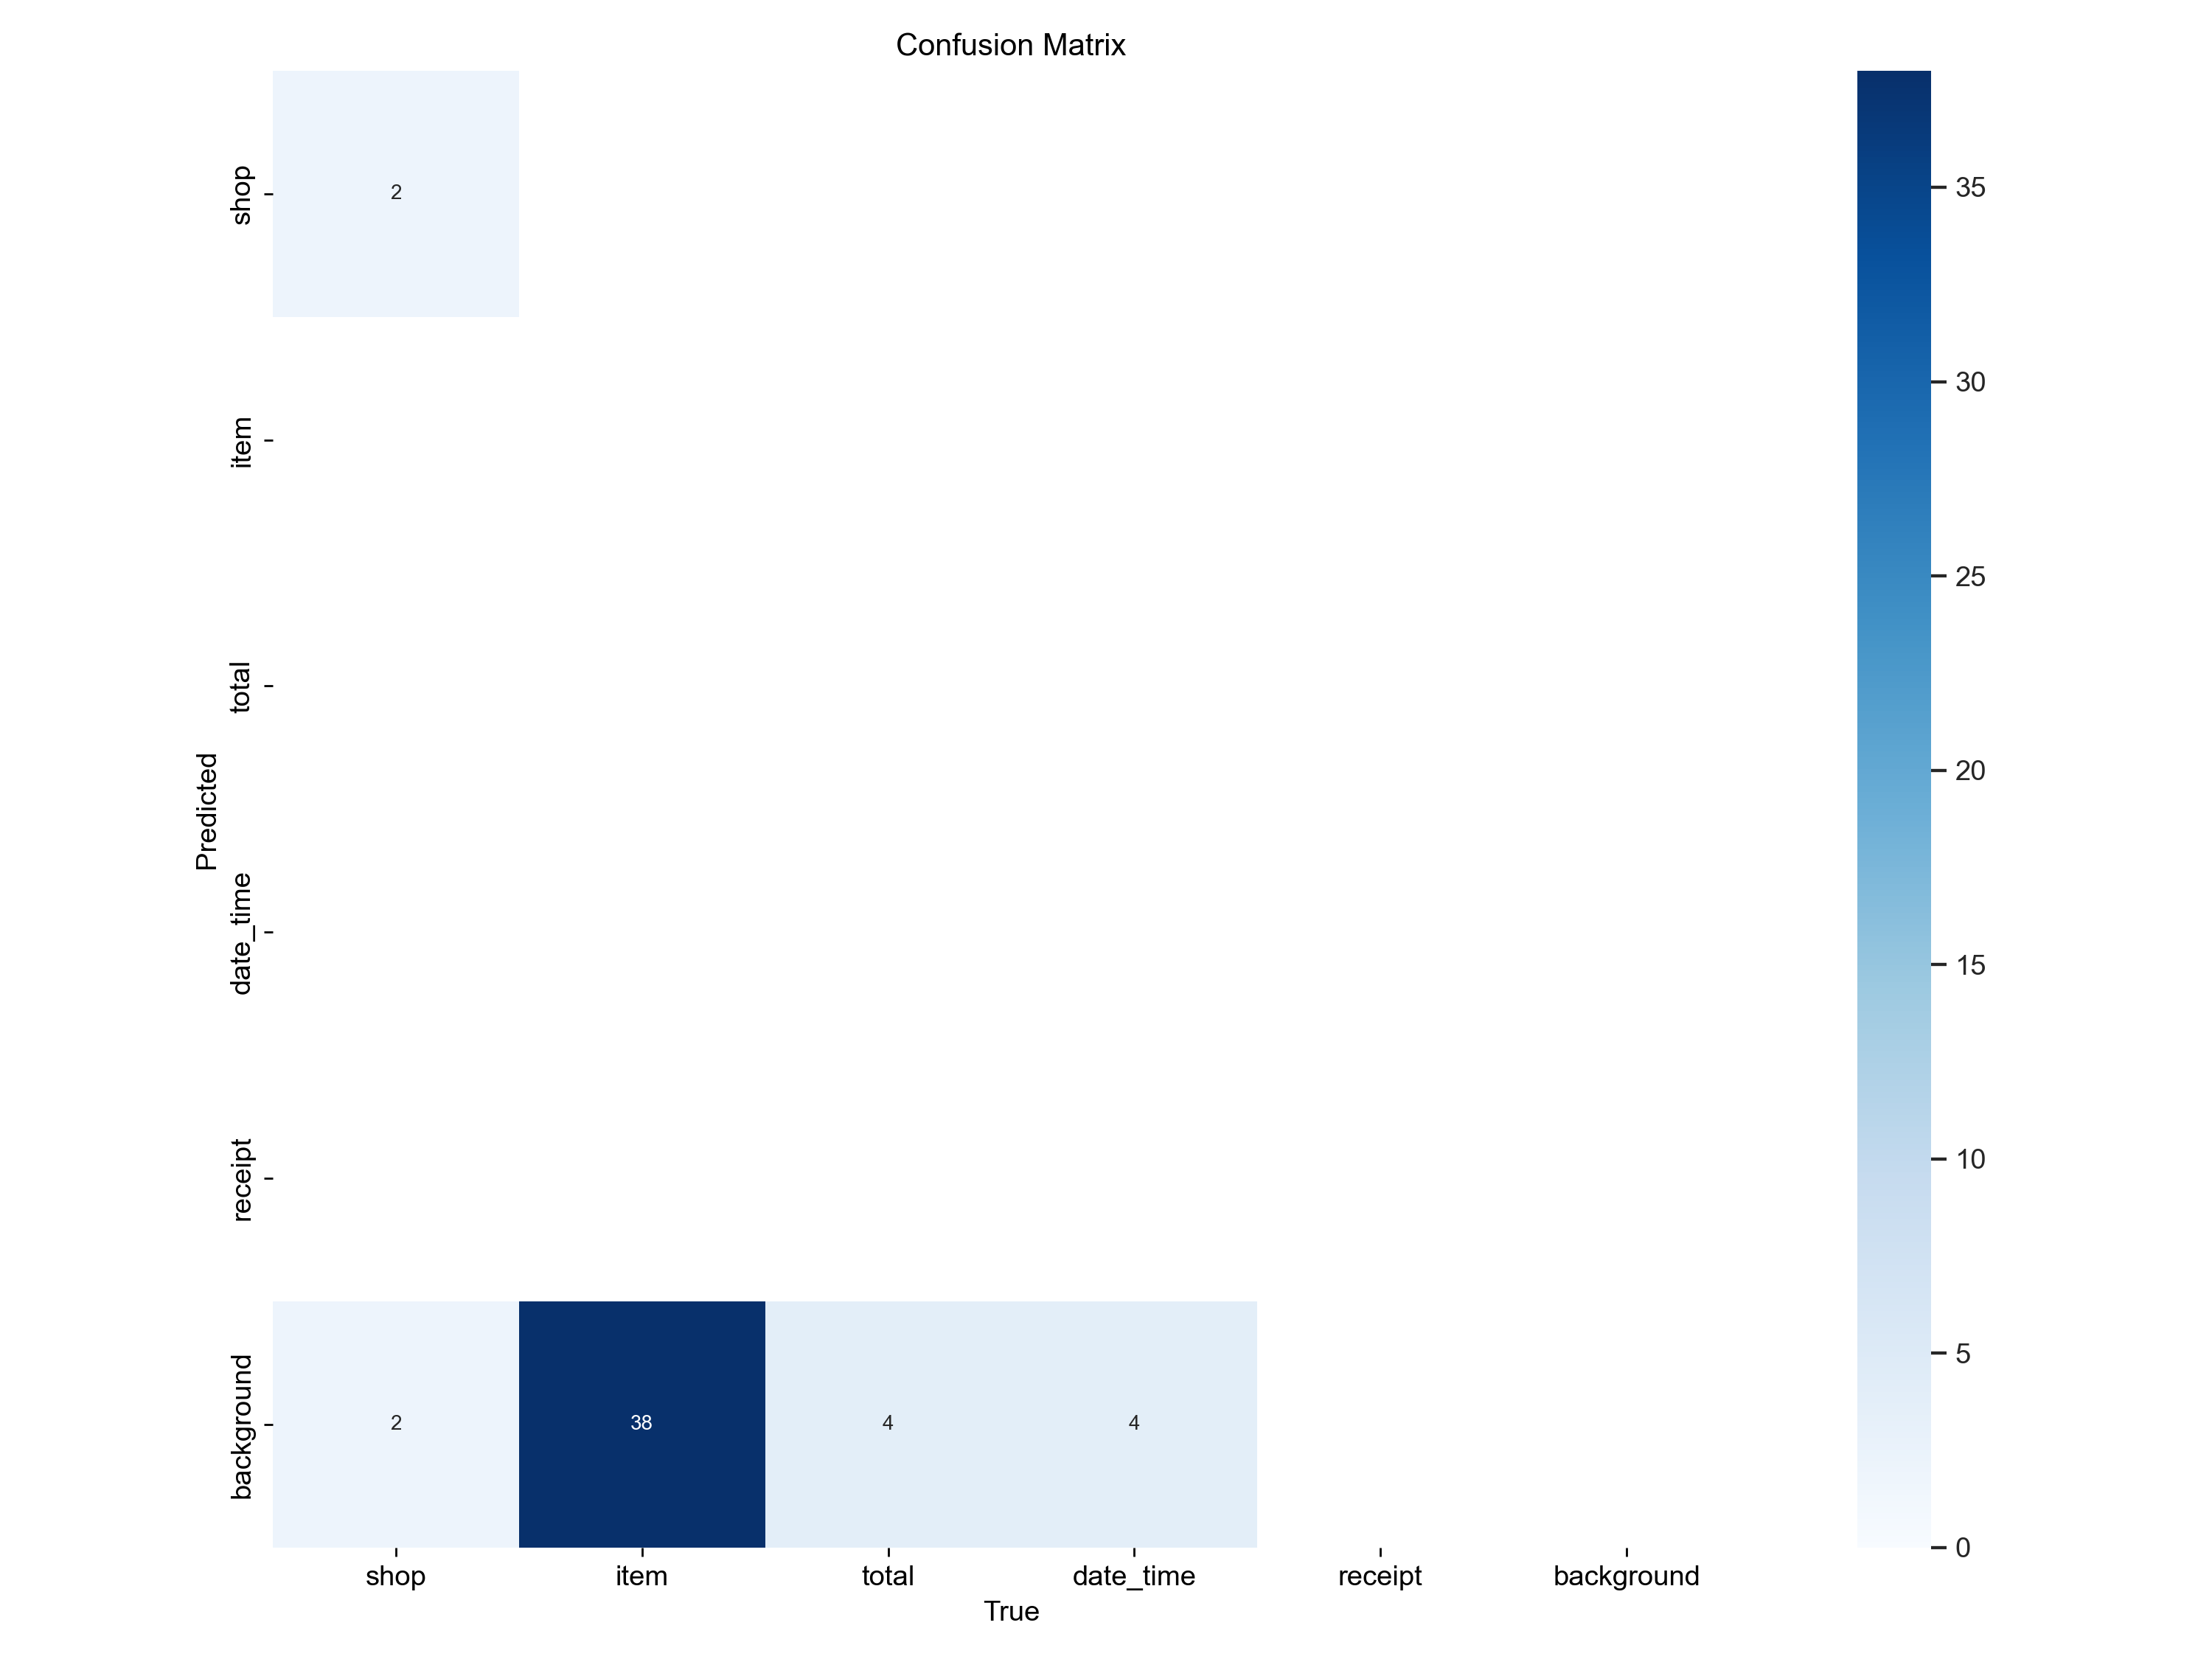 Confusion Matrix
shop
2
item
total
date_time
receipt
background
2
38
4
4
Predicted
shop
item
total
date_time
receipt
background
True
35
30
25
20
15
10
5
0